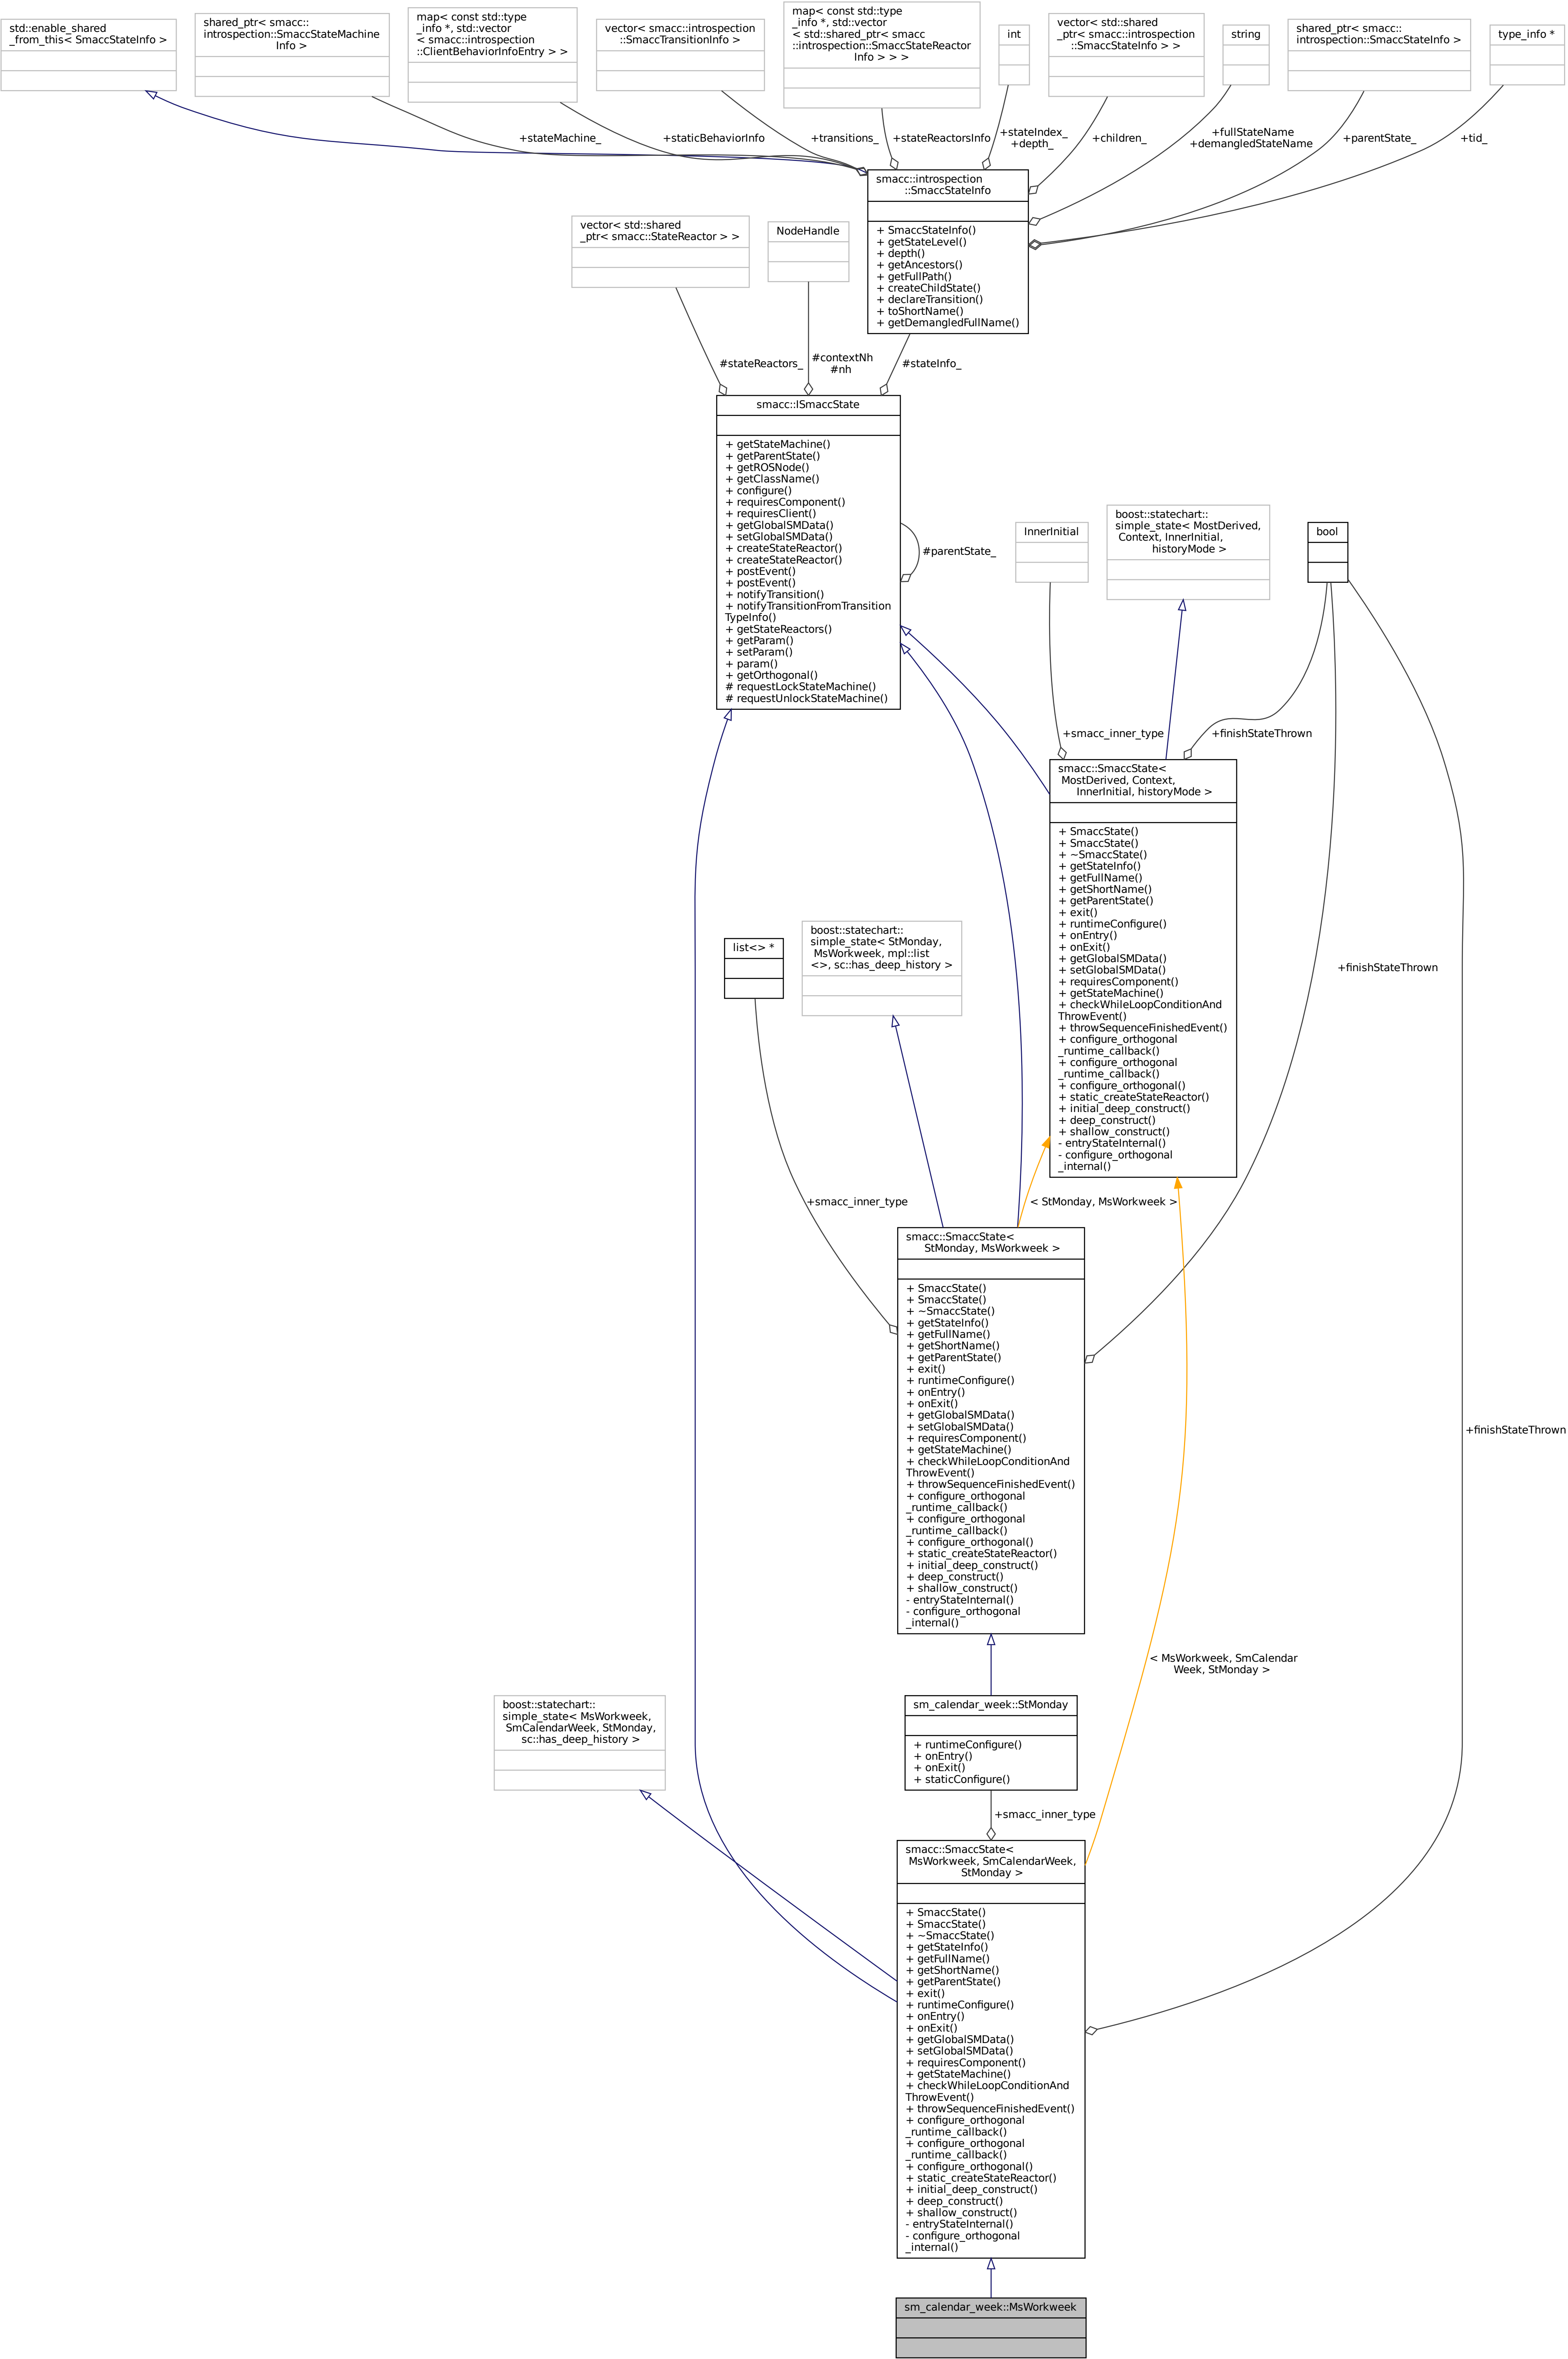 std::enable_shared
_from_this< SmaccStateInfo >
shared_ptr< smacc::
introspection::SmaccStateMachine
Info >
map< const std::type
_info *, std::vector
< smacc::introspection
::ClientBehaviorInfoEntry > >
vector< smacc::introspection
::SmaccTransitionInfo >
map< const std::type
_info *, std::vector
< std::shared_ptr< smacc
::introspection::SmaccStateReactor
Info > > >
int
vector< std::shared
_ptr< smacc::introspection
::SmaccStateInfo > >
string
shared_ptr< smacc::
introspection::SmaccStateInfo >
type_info *
+stateMachine_
+staticBehaviorInfo
+transitions_
+stateReactorsInfo
+stateIndex_
+depth_
+children_
+fullStateName
+demangledStateName
+parentState_
+tid_
smacc::introspection
::SmaccStateInfo
+ SmaccStateInfo()
+ getStateLevel()
+ depth()
+ getAncestors()
+ getFullPath()
+ createChildState()
+ declareTransition()
+ toShortName()
+ getDemangledFullName()
vector< std::shared
_ptr< smacc::StateReactor > >
NodeHandle
#stateReactors_
#contextNh
#nh
#stateInfo_
smacc::ISmaccState
+ getStateMachine()
+ getParentState()
+ getROSNode()
+ getClassName()
+ configure()
+ requiresComponent()
+ requiresClient()
+ getGlobalSMData()
+ setGlobalSMData()
+ createStateReactor()
+ createStateReactor()
+ postEvent()
+ postEvent()
+ notifyTransition()
+ notifyTransitionFromTransition
TypeInfo()
+ getStateReactors()
+ getParam()
+ setParam()
+ param()
+ getOrthogonal()
# requestLockStateMachine()
# requestUnlockStateMachine()
#parentState_
InnerInitial
boost::statechart::
simple_state< MostDerived,
Context, InnerInitial,
historyMode >
bool
+smacc_inner_type
+finishStateThrown
smacc::SmaccState<
MostDerived, Context,
InnerInitial, historyMode >
+ SmaccState()
+ SmaccState()
+ ~SmaccState()
+ getStateInfo()
+ getFullName()
+ getShortName()
+ getParentState()
+ exit()
+ runtimeConfigure()
+ onEntry()
+ onExit()
+ getGlobalSMData()
+ setGlobalSMData()
+ requiresComponent()
+ getStateMachine()
+ checkWhileLoopConditionAnd
ThrowEvent()
+ throwSequenceFinishedEvent()
+ configure_orthogonal
_runtime_callback()
+ configure_orthogonal
_runtime_callback()
+ configure_orthogonal()
+ static_createStateReactor()
+ initial_deep_construct()
+ deep_construct()
+ shallow_construct()
- entryStateInternal()
- configure_orthogonal
_internal()
list<> *
boost::statechart::
simple_state< StMonday,
MsWorkweek, mpl::list
<>, sc::has_deep_history >
+finishStateThrown
+smacc_inner_type
< StMonday, MsWorkweek >
smacc::SmaccState<
StMonday, MsWorkweek >
+ SmaccState()
+ SmaccState()
+ ~SmaccState()
+ getStateInfo()
+ getFullName()
+ getShortName()
+ getParentState()
+ exit()
+ runtimeConfigure()
+ onEntry()
+ onExit()
+ getGlobalSMData()
+ setGlobalSMData()
+ requiresComponent()
+ getStateMachine()
+ checkWhileLoopConditionAnd
ThrowEvent()
+ throwSequenceFinishedEvent()
+ configure_orthogonal
_runtime_callback()
+ configure_orthogonal
_runtime_callback()
+ configure_orthogonal()
+ static_createStateReactor()
+ initial_deep_construct()
+ deep_construct()
+ shallow_construct()
- entryStateInternal()
- configure_orthogonal
_internal()
+finishStateThrown
< MsWorkweek, SmCalendar
Week, StMonday >
boost::statechart::
simple_state< MsWorkweek,
SmCalendarWeek, StMonday,
sc::has_deep_history >
sm_calendar_week::StMonday
+ runtimeConfigure()
+ onEntry()
+ onExit()
+ staticConfigure()
+smacc_inner_type
smacc::SmaccState<
MsWorkweek, SmCalendarWeek,
StMonday >
+ SmaccState()
+ SmaccState()
+ ~SmaccState()
+ getStateInfo()
+ getFullName()
+ getShortName()
+ getParentState()
+ exit()
+ runtimeConfigure()
+ onEntry()
+ onExit()
+ getGlobalSMData()
+ setGlobalSMData()
+ requiresComponent()
+ getStateMachine()
+ checkWhileLoopConditionAnd
ThrowEvent()
+ throwSequenceFinishedEvent()
+ configure_orthogonal
_runtime_callback()
+ configure_orthogonal
_runtime_callback()
+ configure_orthogonal()
+ static_createStateReactor()
+ initial_deep_construct()
+ deep_construct()
+ shallow_construct()
- entryStateInternal()
- configure_orthogonal
_internal()
sm_calendar_week::MsWorkweek